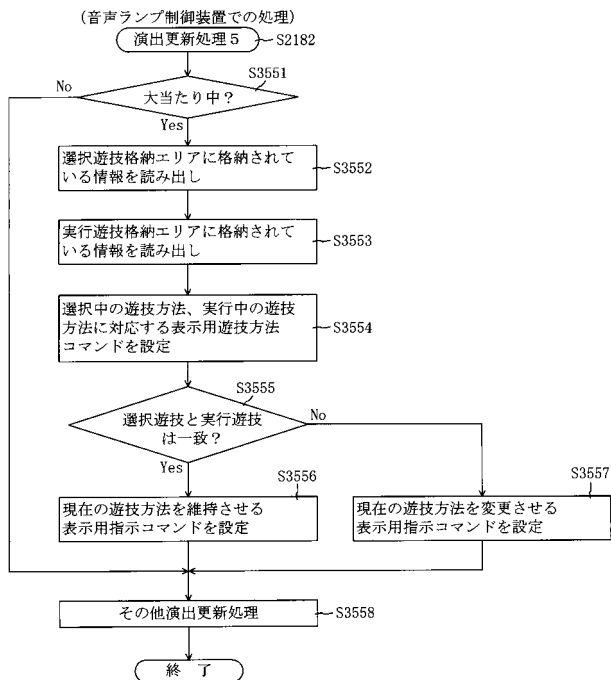 (音声ランプ制御装置での処理)
演出更新処理5
S2182
S3551
大当たり中?
No
Yes
選択遊技格納エリアに格納されて
いる情報を読み出し
S3552
実行遊技格納エリアに格納されて
いる情報を読み出し
S3553
選択中の遊技方法、実行中の遊技
方法に対応する表示用遊技方法
コマンドを設定
S3554
S3555
選択遊技と実行遊技
は一致?
No
Yes
S3556
現在の遊技方法を維持させる
表示用指示コマンドを設定
S3557
現在の遊技方法を変更させる
表示用指示コマンドを設定
その他演出更新処理
S3558
終 了